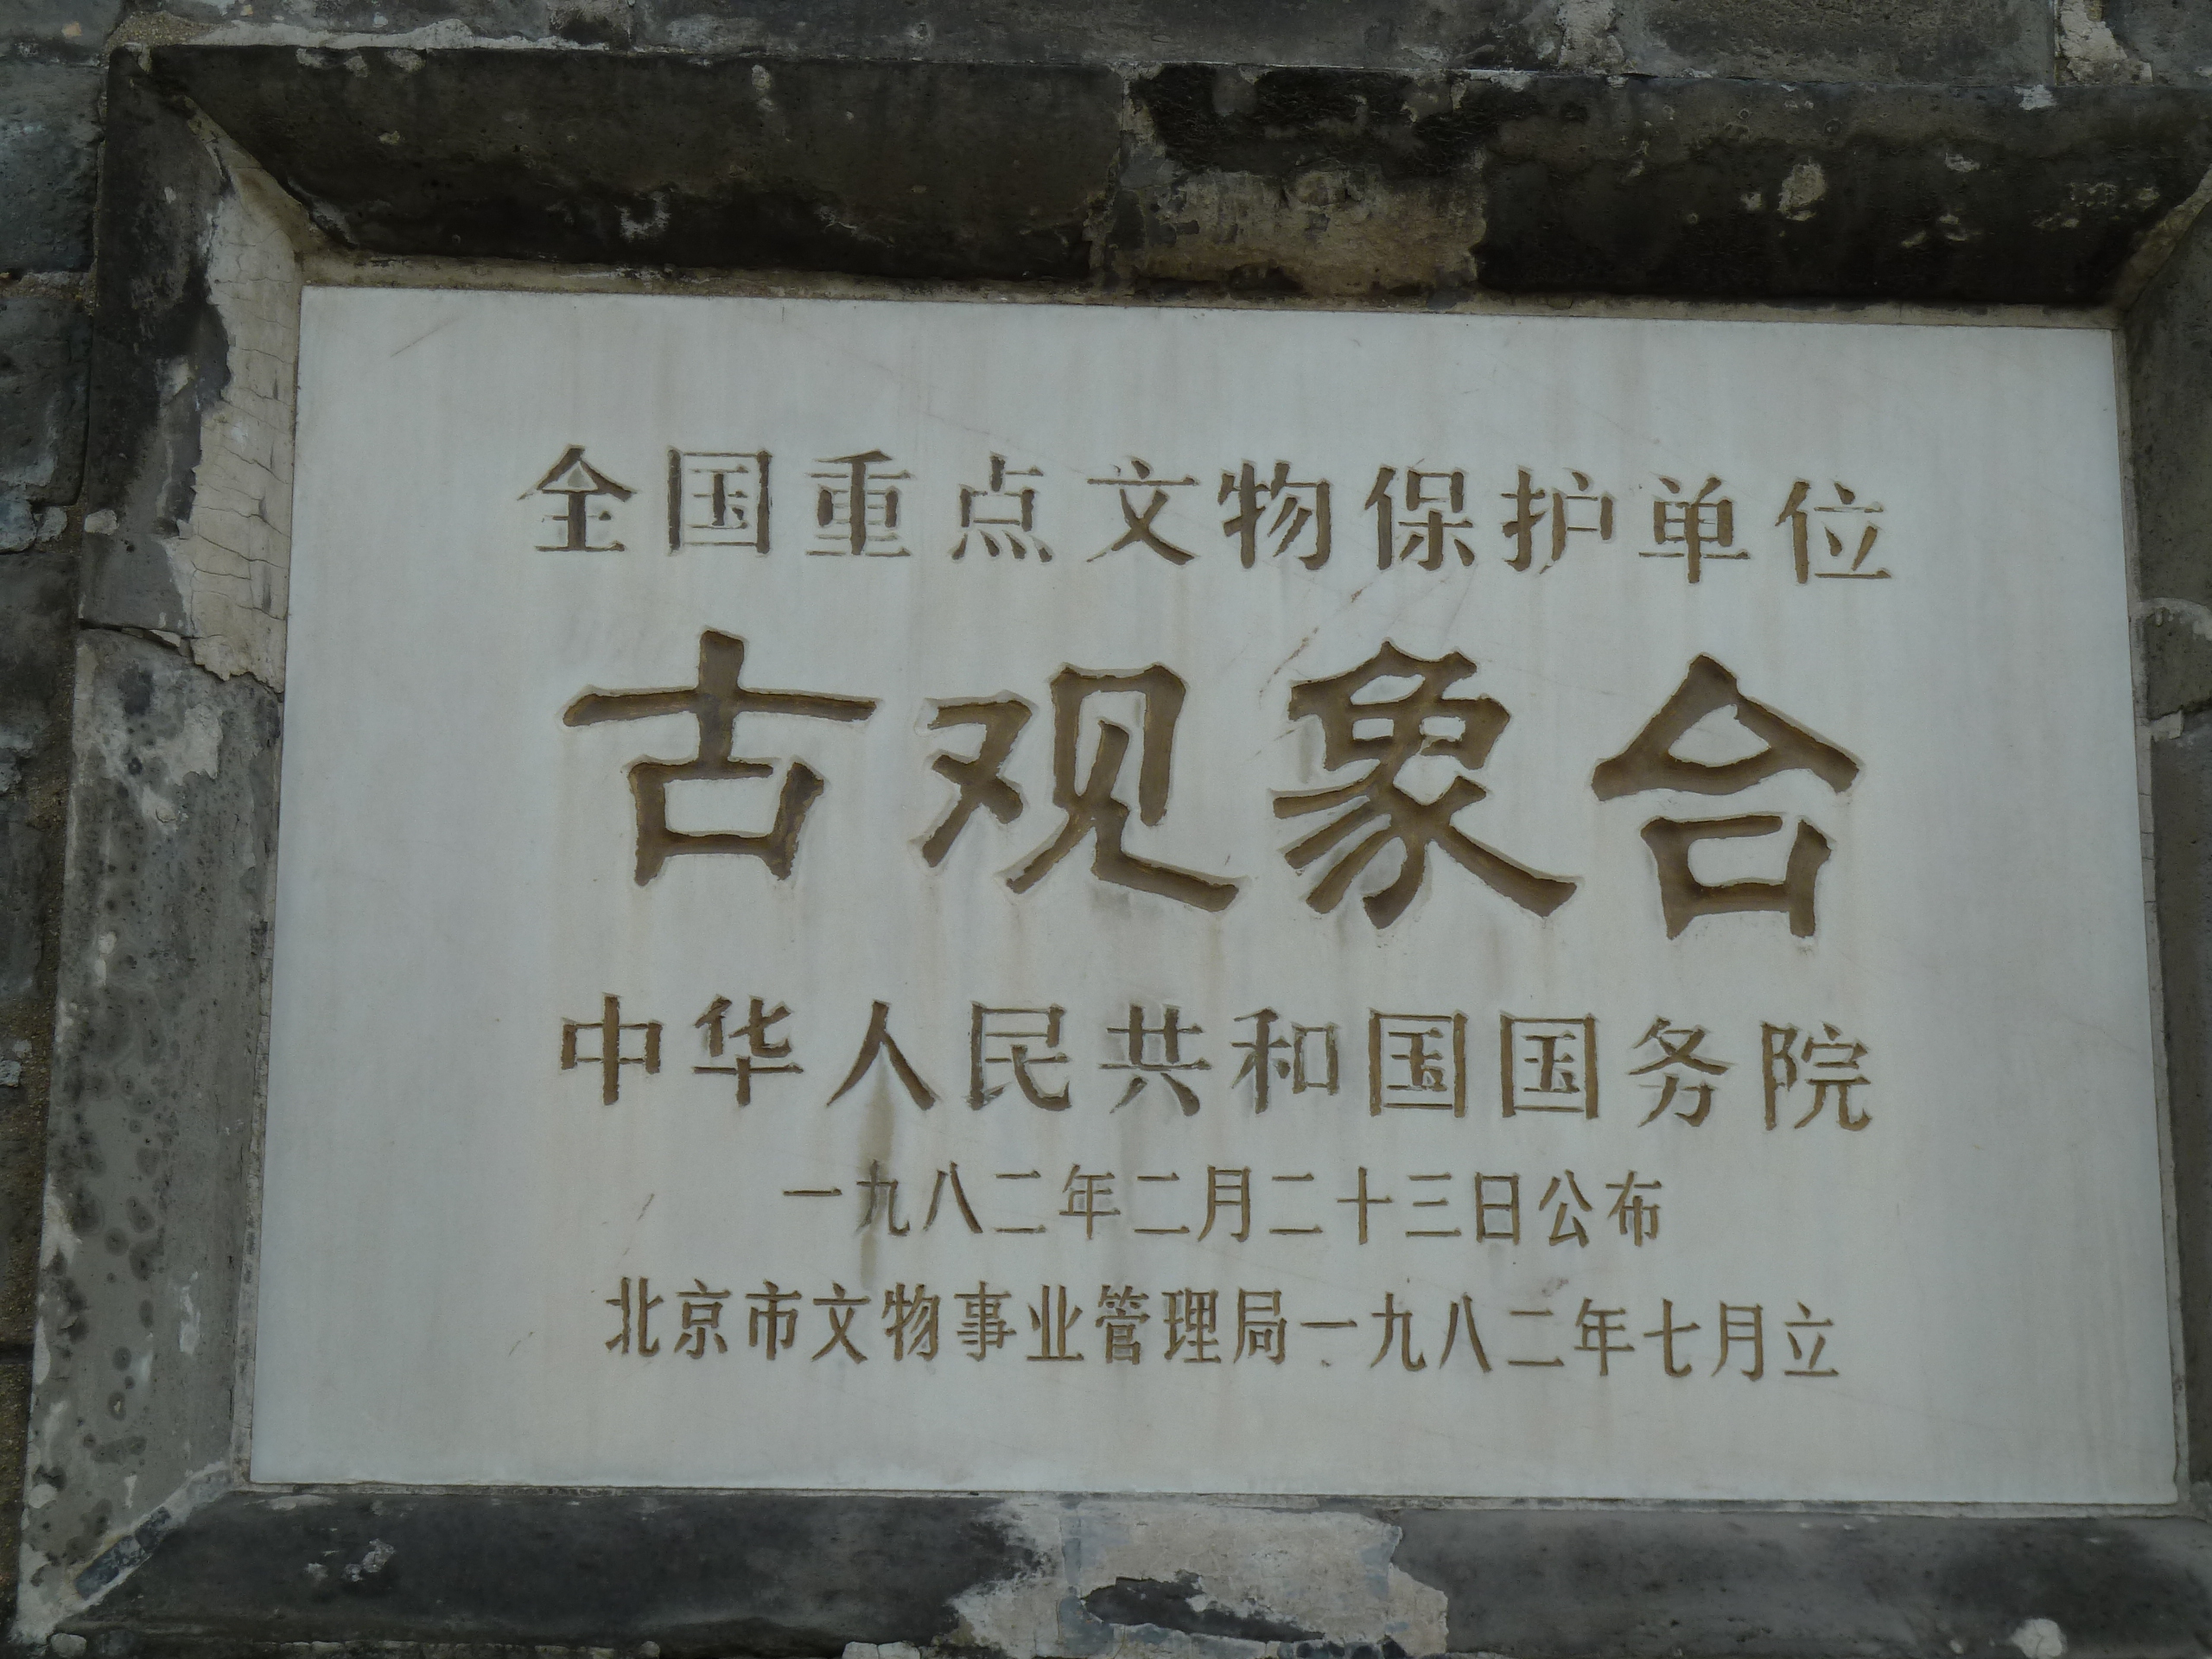 全国重点文物保护单位
古观象台
中华人民共和国国务院
一九八二年二月二十三日公布
北京市文物事业管理局一九八二年七月立